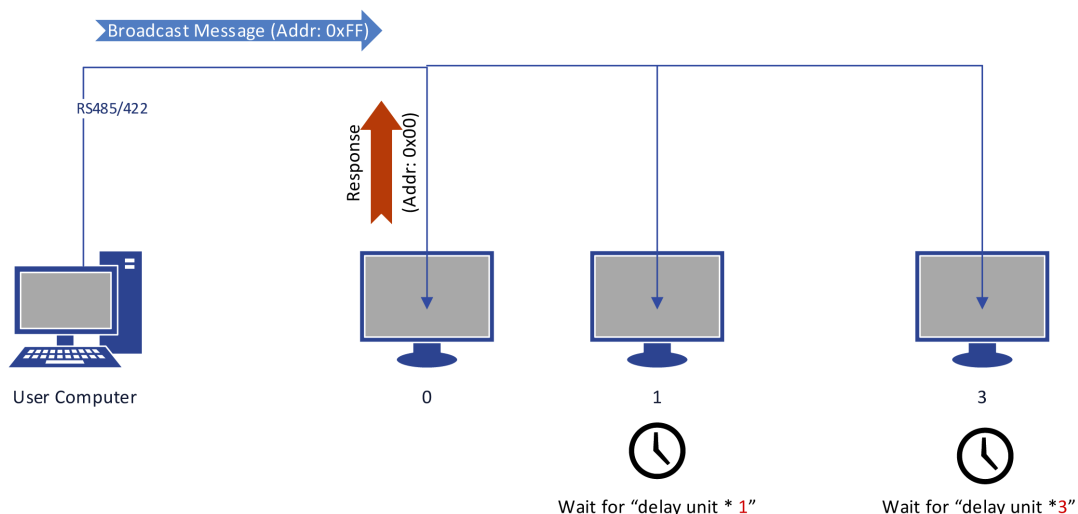 Broadcast Message (Addr: 0xFF)
RS485/422
Response
(Addr: 0x00)
User Computer
0
1
3
Wait for “delay unit * 1”
Wait for “delay unit *3”